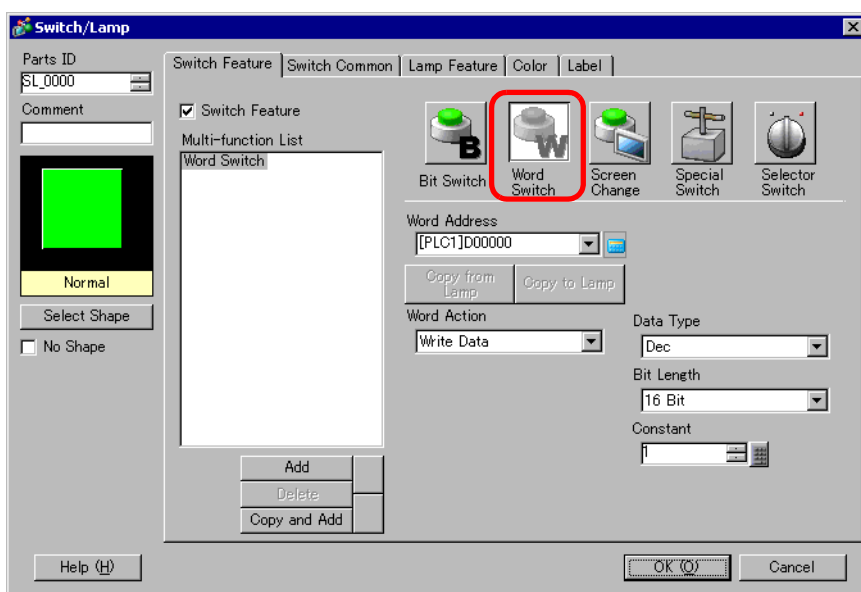 Switch/Lamp
Parts ID
SL_0000
Comment
Normal
Select Shape
No Shape
Switch Feature
Switch Common
Lamp Feature
Color
Label
Switch Feature
Multi-function List
Word Switch
Add
Delete
Copy and Add
B
Bit Switch
W
Word
Switch
Screen
Change
Special
Switch
Selector
Switch
Word Address
[PLC1]D00000
Copy from
Lamp
Copy to Lamp
Word Action
Write Data
Data Type
Dec
Bit Length
16 Bit
Constant
1
Help (H)
OK (O)
Cancel